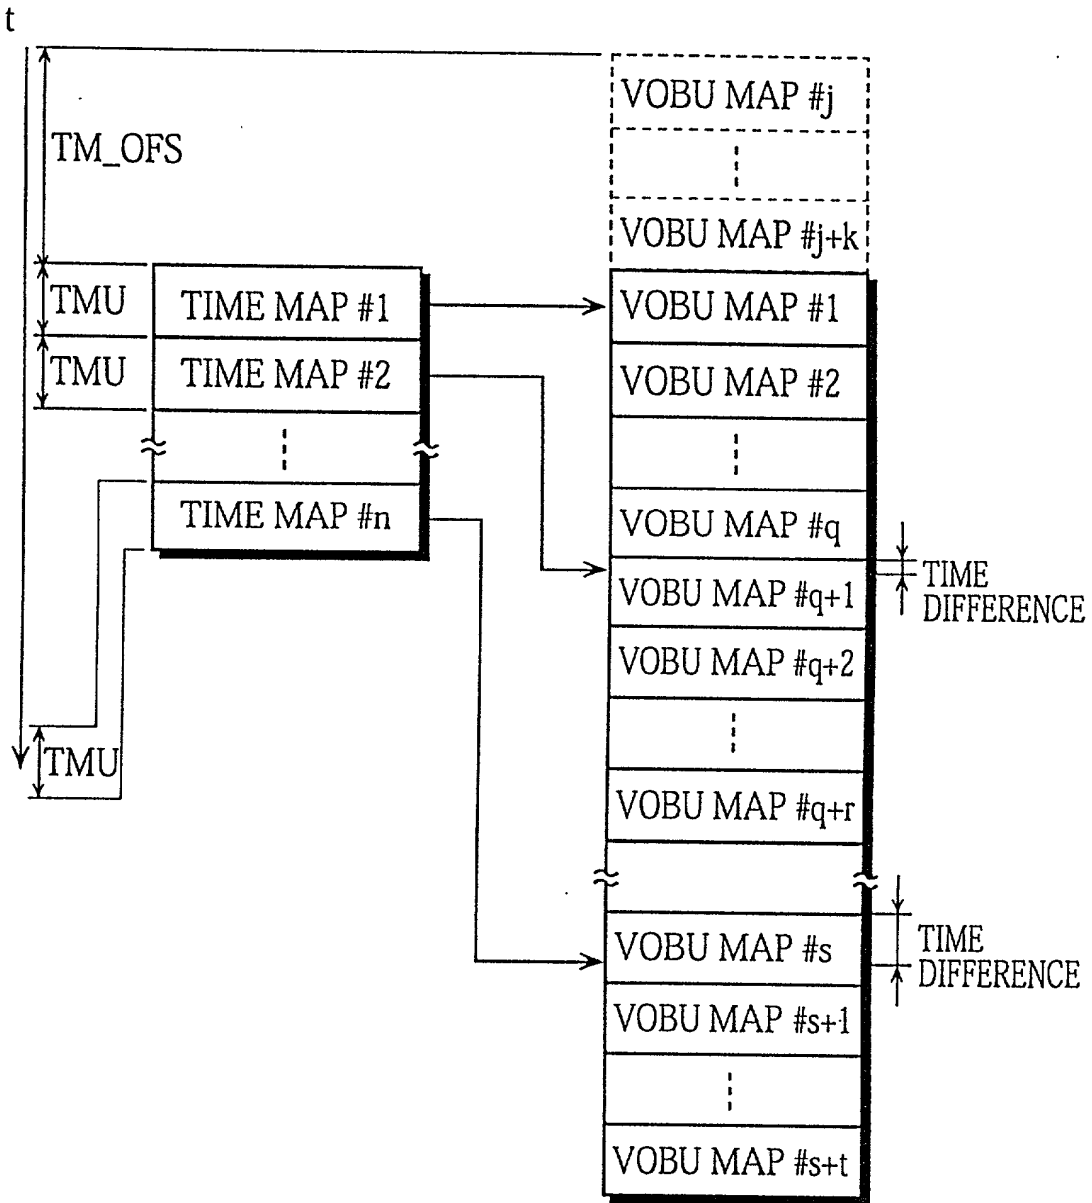 t
TM_OFS
TMU
TMU
TMU
TIME MAP #1
TIME MAP #2
TIME MAP #n
VOBU MAP #j
VOBU MAP #j+k
VOBU MAP #1
VOBU MAP #2
VOBU MAP #q
VOBU MAP #q+1
VOBU MAP #q+2
VOBU MAP #q+r
VOBU MAP #s
VOBU MAP #s+1
VOBU MAP #s+t
TIME
DIFFERENCE
TIME
DIFFERENCE